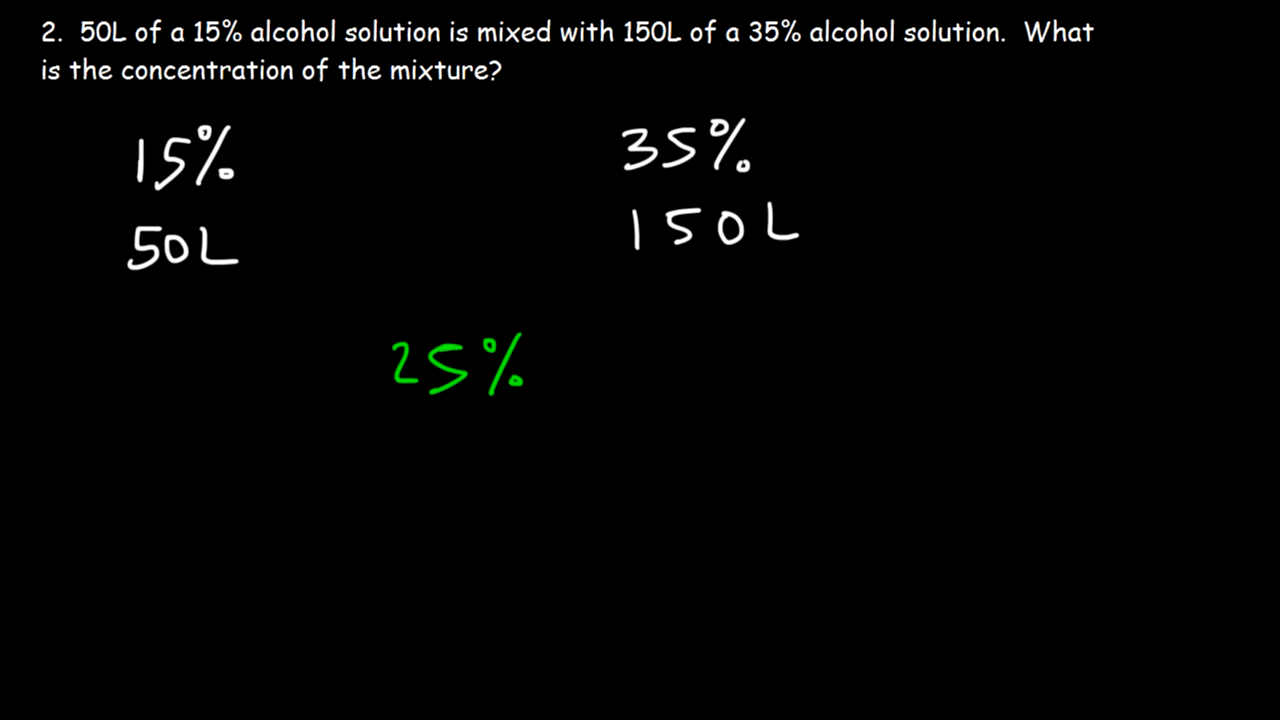 2. 50L of a 15% alcohol solution is mixed with 150L of a 35% alcohol solution. What
is the concentration of the mixture?
15% 35%
50L 150L
25%